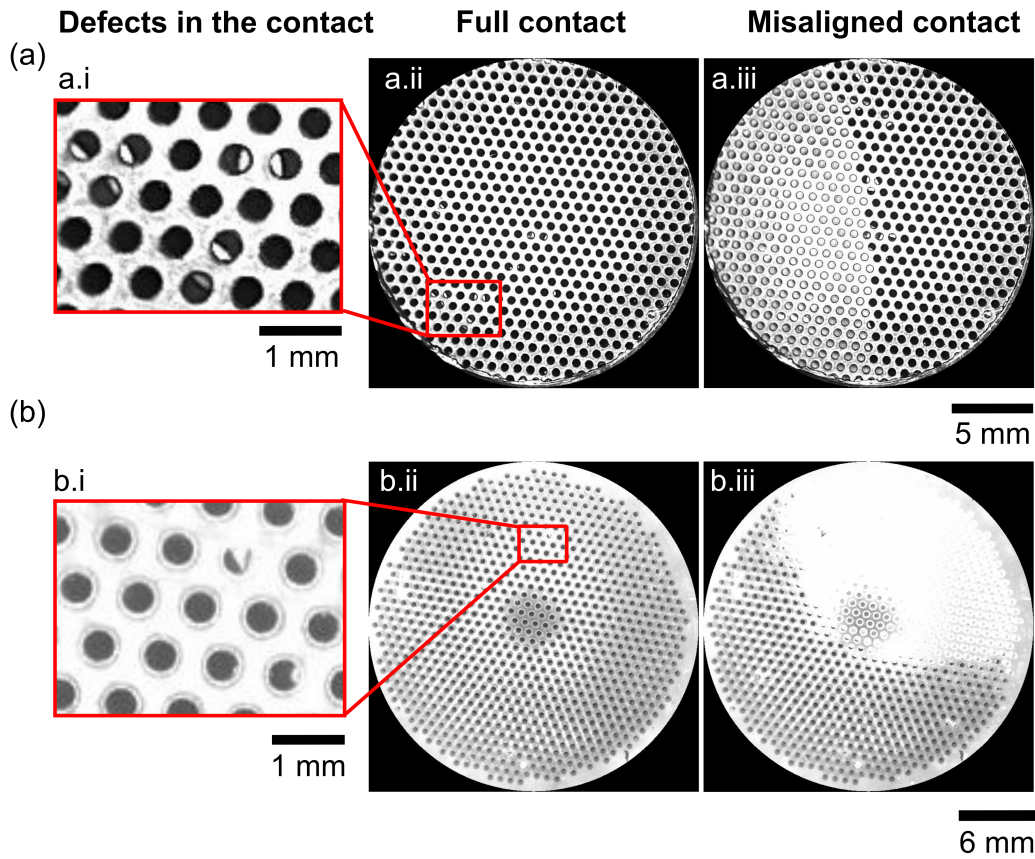 Defects in the contact Full contact Misaligned contact
(a)
a.i a.ii a.iii
1 mm
5 mm
(b)
b.i b.ii b.iii
1 mm
6 mm